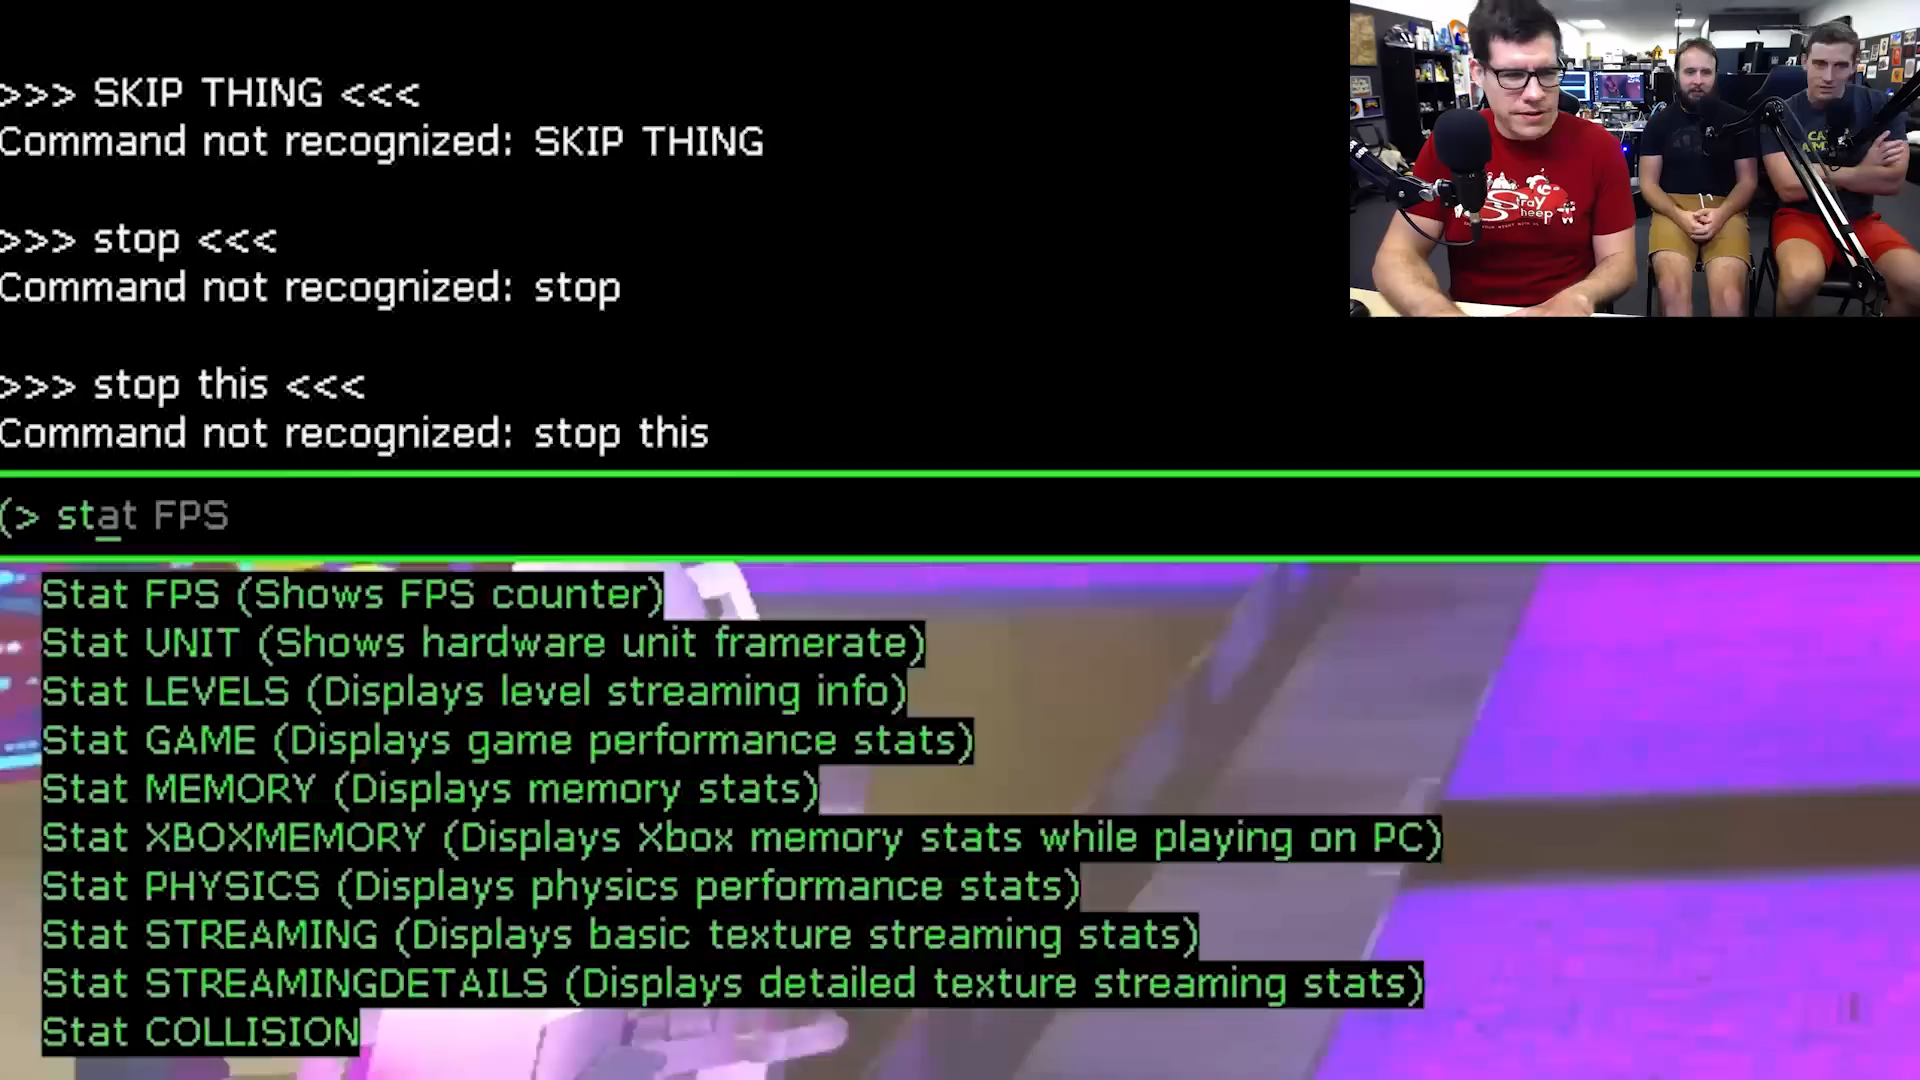 >>> SKIP THING <<<
Command not recognized: SKIP THING
>>> stop <<<
Command not recognized: stop
>>> stop this <<<
Command not recognized: stop this
(> stat FPS
Stat FPS (Shows FPS counter)
Stat UNIT (Shows hardware unit framerate)
Stat LEVELS (Displays level streaming info)
Stat GAME (Displays game performance stats)
Stat MEMORY (Displays memory stats)
Stat XBOXMEMORY (Displays Xbox memory stats while playing on PC)
Stat PHYSICS (Displays physics performance stats)
Stat STREAMING (Displays basic texture streaming stats)
Stat STREAMINGDETAILS (Displays detailed texture streaming stats)
Stat COLLISION
Stray
Sheep